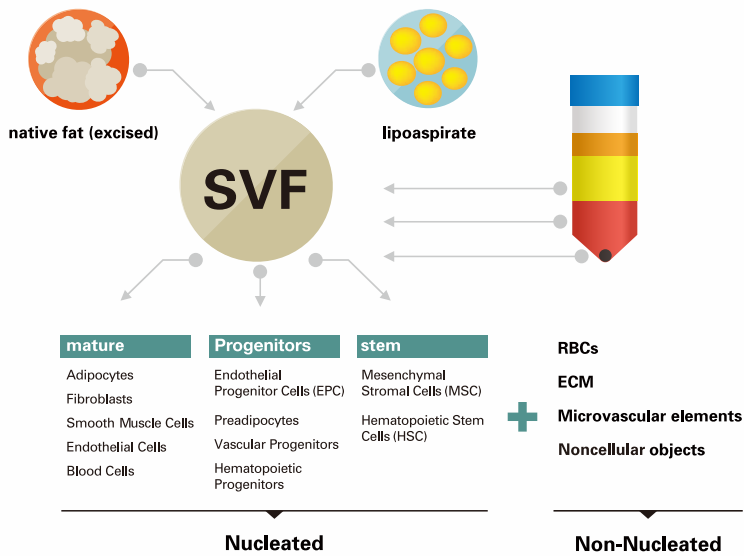 native fat (excised)
lipoaspirate
SVF
mature
Adipocytes
Fibroblasts
Smooth Muscle Cells
Endothelial Cells
Blood Cells
Progenitors
Endothelial
Progenitor Cells (EPC)
Preadipocytes
Vascular Progenitors
Hematopoietic
Progenitors
stem
Mesenchymal
Stromal Cells (MSC)
Hematopoietic Stem
Cells (HSC)
+
RBCs
ECM
Microvascular elements
Noncellular objects
Nucleated
Non-Nucleated